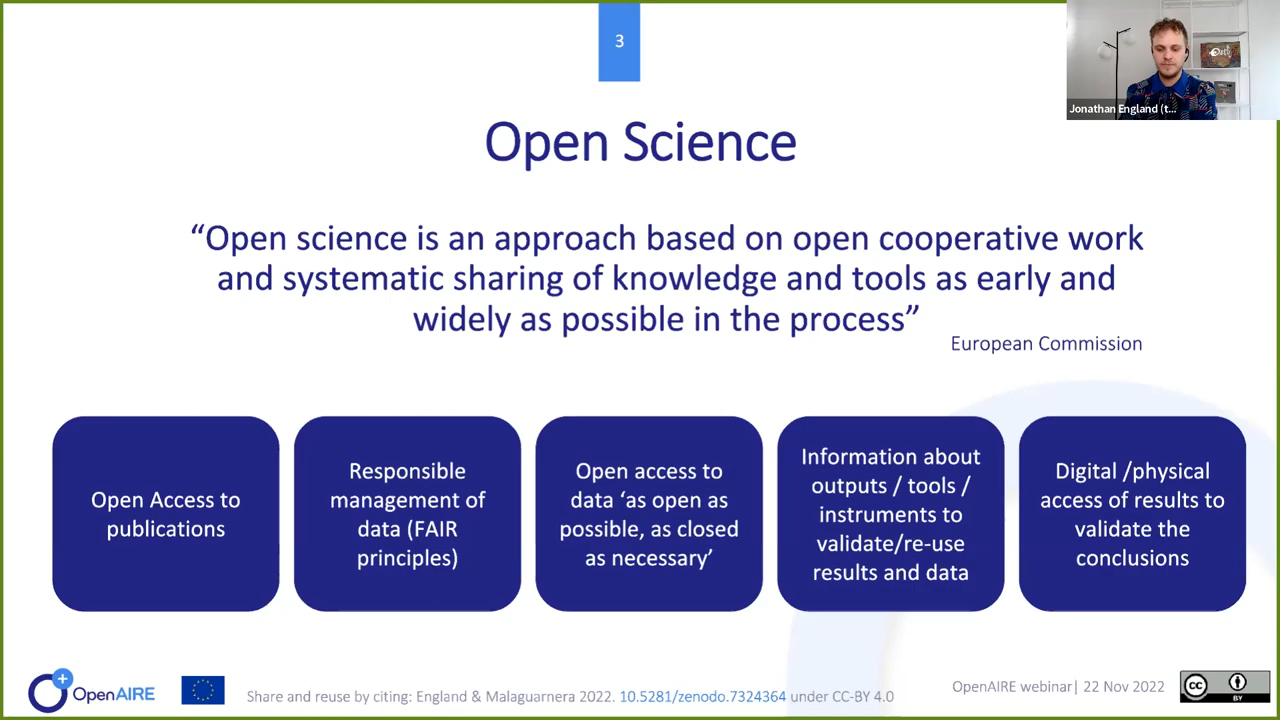 3
Jonathan England (t...
Open Science
“Open science is an approach based on open cooperative work
and systematic sharing of knowledge and tools as early and
widely as possible in the process”
European Commission
Open Access to
publications
Responsible
management of
data (FAIR
principles)
Open access to
data ‘as open as
possible, as closed
as necessary’
Information about
outputs / tools /
instruments to
validate/re-use
results and data
Digital /physical
access of results to
validate the
conclusions
OpenAIRE
Share and reuse by citing: England & Malaguarnera 2022. 10.5281/zenodo.7324364 under CC-BY 4.0
OpenAIRE webinar| 22 Nov 2022
CC
BY